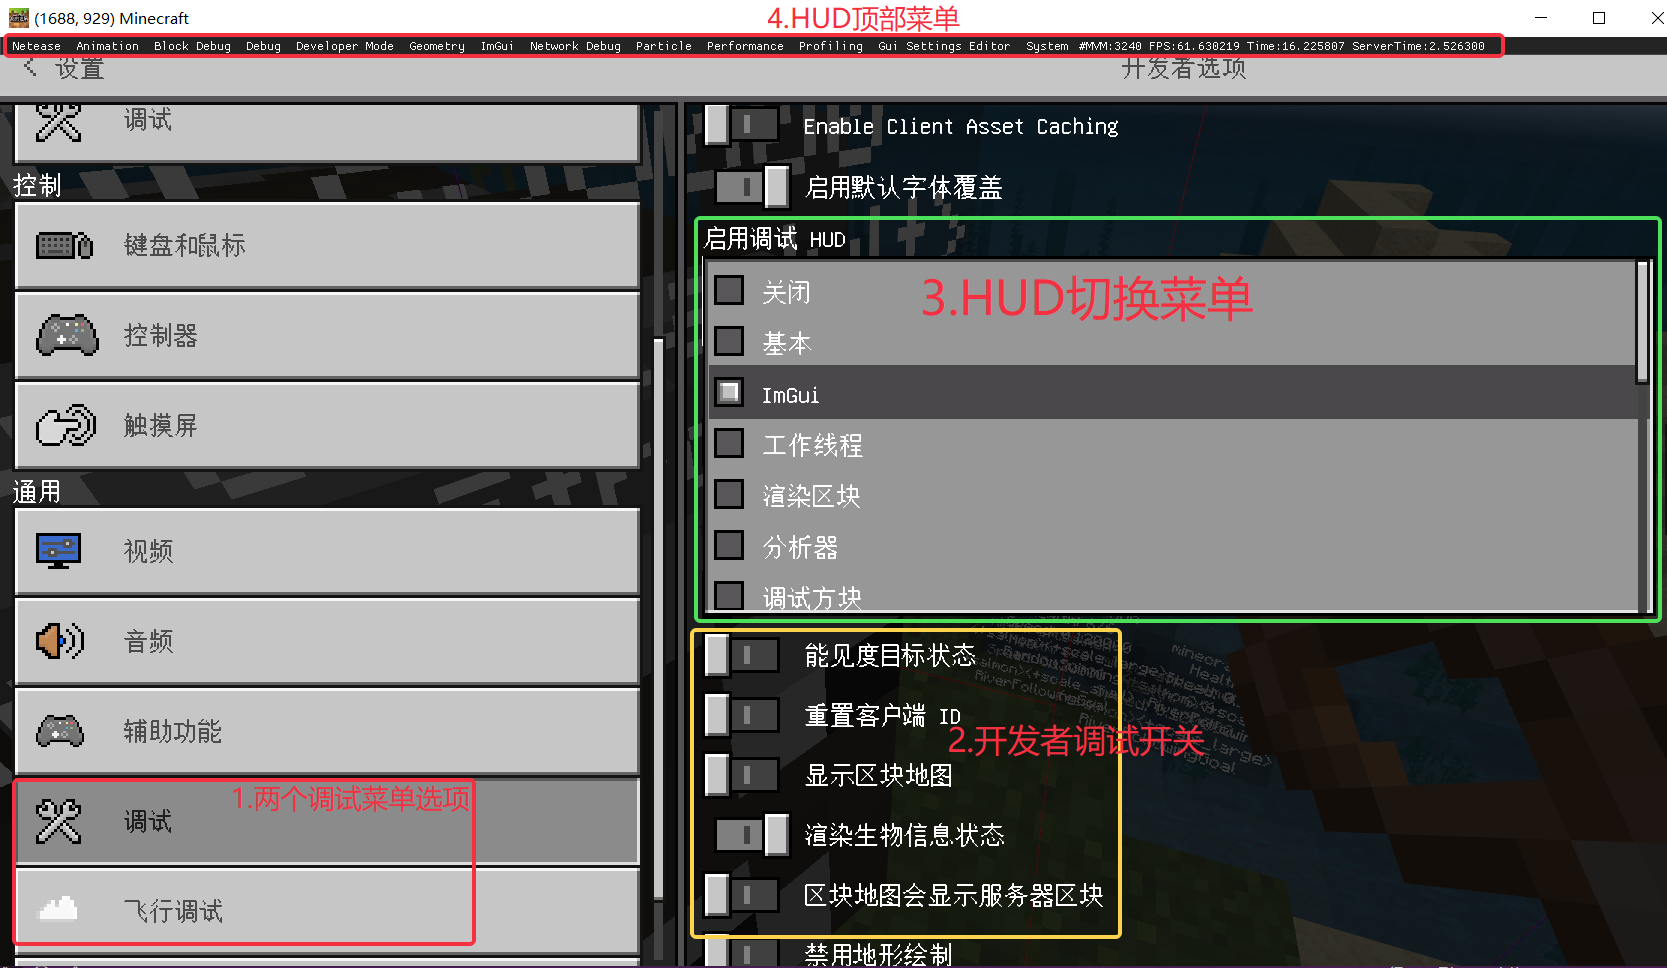 (1688, 929) Minecraft
4.HUD顶部菜单
Netease Animation Block Debug Debug Developer Mode Geometry ImGui Network Debug Particle Performance Profiling Gui Settings Editor System #MVM:3240 FPS:61.630219 Time:16.225807 ServerTime:2.526300
设置
开发者选项
调试
控制
键盘和鼠标
控制器
触摸屏
通用
视频
音频
辅助功能
1.两个调试菜单选项
调试
飞行调试
Enable Client Asset Caching
启用默认字体覆盖
启用调试 HUD
3.HUD切换菜单
关闭
基本
ImGui
工作线程
渲染区块
分析器
调试方块
能见度目标状态
重置客户端 ID
2.开发者调试开关
显示区块地图
渲染生物信息状态
区块地图会显示服务器区块
禁用地形绘制